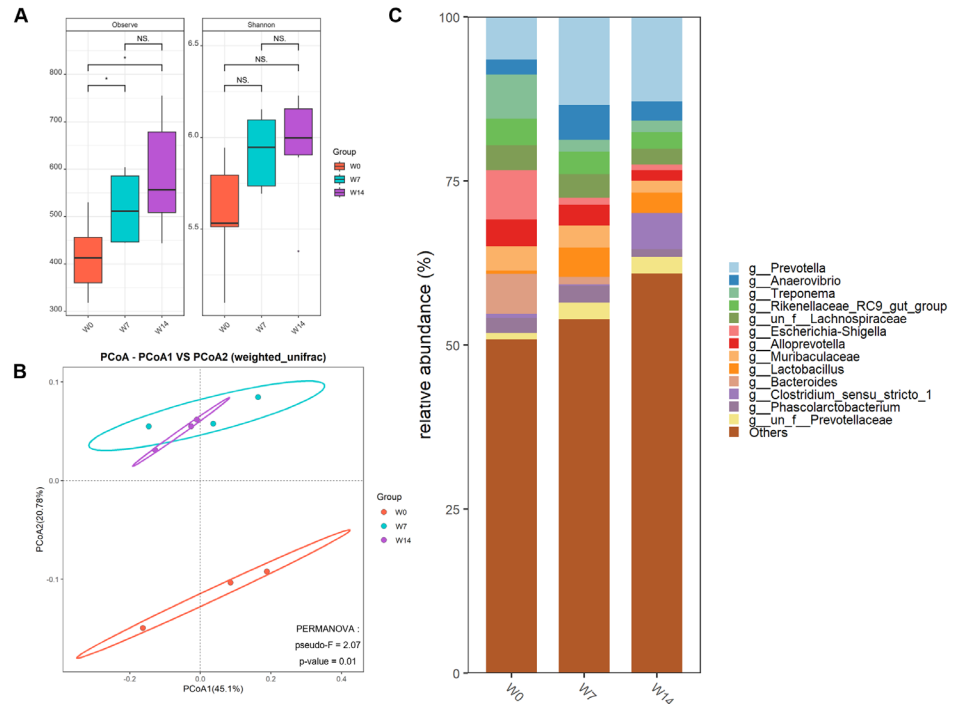 A
Observe
Shannon
NS.
*
*
800
700
600
500
400
300
W0
W7
W14
NS.
NS.
NS.
6.5
6.0
5.5
W0
W7
W14
Group
W0
W7
W14
B
PCoA - PCoA1 VS PCoA2 (weighted_unifrac)
0.1
0.0
-0.1
PCoA2(20.78%)
-0.2
0.0
0.2
0.4
PCoA1(45.1%)
PERMANOVA :
pseudo-F = 2.07
p-value = 0.01
Group
W0
W7
W14
C
relative abundance (%)
100
75
50
25
0
W0
W7
W14
g__Prevotella
g__Anaerovibrio
g__Treponema
g__Rikenellaceae_RC9_gut_group
g__un_f__Lachnospiraceae
g__Escherichia-Shigella
g__Alloprevotella
g__Muribaculaceae
g__Lactobacillus
g__Bacteroides
g__Clostridium_sensu_stricto_1
g__Phascolarctobacterium
g__un_f__Prevotellaceae
Others